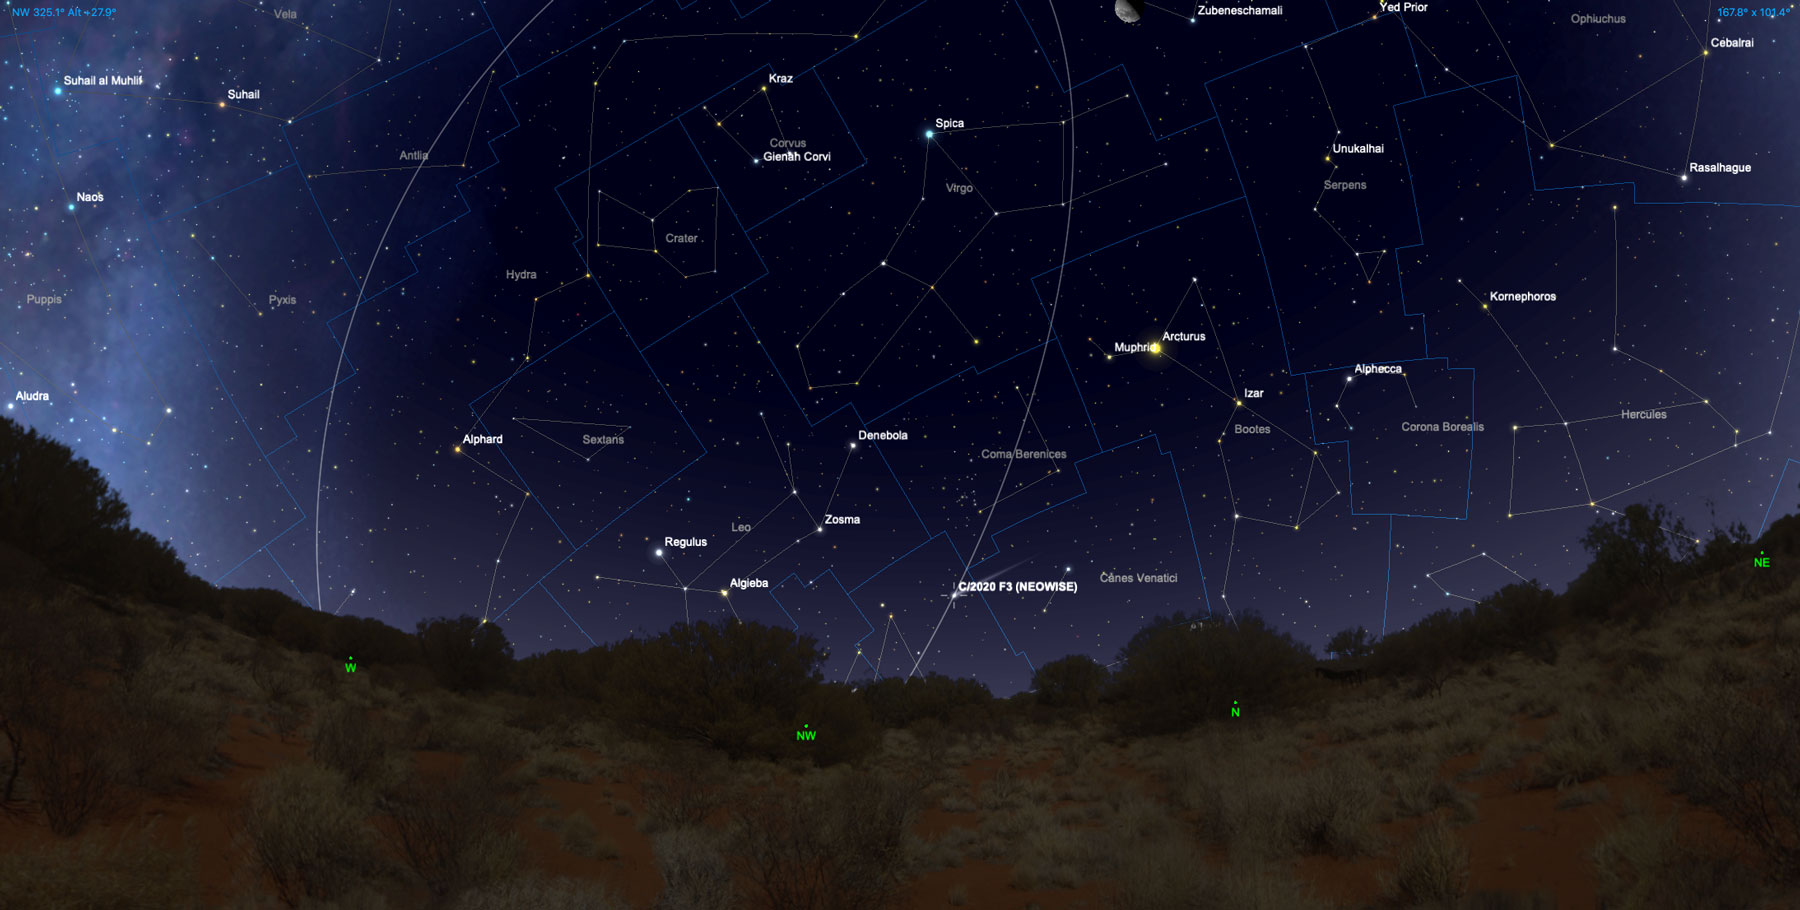 NW 325.1° Alt +27.9°
Vela
Zubeneschamali
Yed Prior
Ophiuchus
167.8° x 101.4°
Cebalrai
Suhail al Muhlif
Suhail
Kraz
Spica
Corvus
Gienah Corvi
Antlia
Unukalhai
Rasalhague
Serpens
Virgo
Naos
Crater
Hydra
Puppis
Pyxis
Kornephoros
Arcturus
Muphrid
Alphecca
Aludra
Izar
Hercules
Bootes
Corona Borealis
Alphard
Sextans
Denebola
Coma Berenices
Zosma
Leo
Regulus
Algieba
C/2020 F3 (NEOWISE)
Canes Venatici
NE
W
N
NW